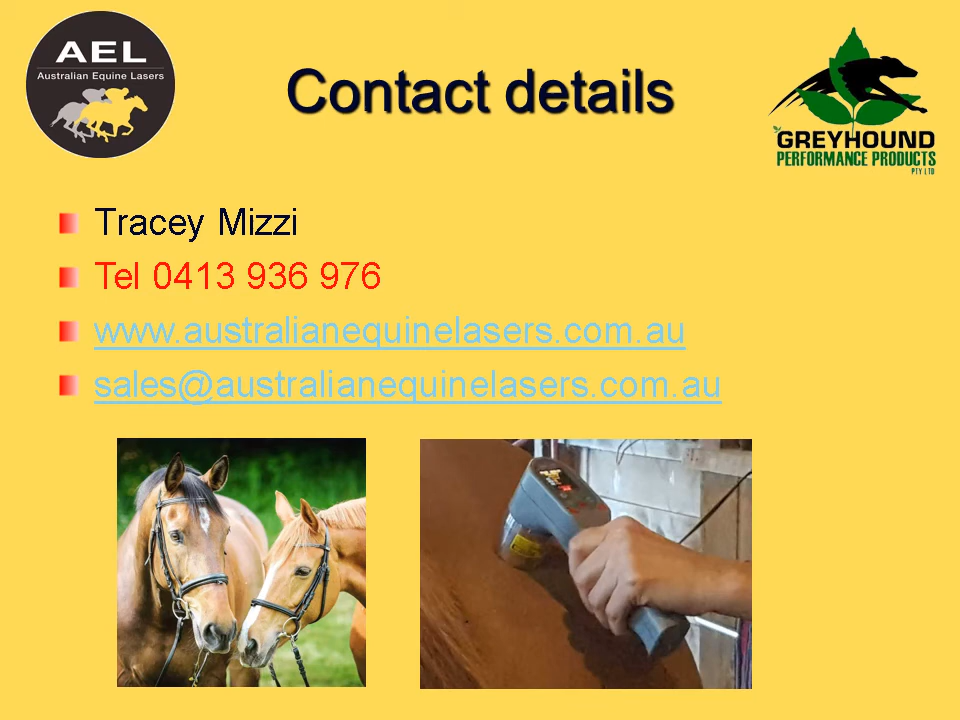 AEL
Australian Equine Lasers
Contact details
GREYHOUND
PERFORMANCE PRODUCTS
PTY LTD
Tracey Mizzi
Tel 0413 936 976
www.australianequinelasers.com.au
sales@australianequinelasers.com.au